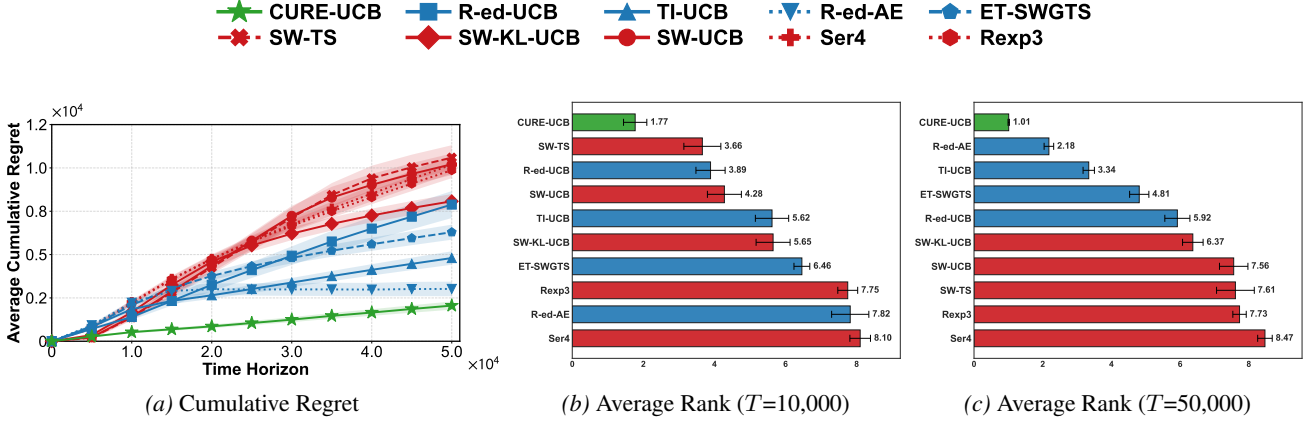 CURE-UCB R-ed-UCB TI-UCB R-ed-AE ET-SWGTS
SW-TS SW-KL-UCB SW-UCB Ser4 Rexp3
×10⁴
1.2
1.0
0.8
0.5
0.2
0
Average Cumulative Regret
0 1.0 2.0 3.0 4.0 5.0
×10⁴
Time Horizon
(a) Cumulative Regret
CURE-UCB 1.77
SW-TS 3.66
R-ed-UCB 3.89
SW-UCB 4.28
TI-UCB 5.62
SW-KL-UCB 5.65
ET-SWGTS 6.46
Rexp3 7.75
R-ed-AE 7.82
Ser4 8.10
0 2 4 6 8
(b) Average Rank (T=10,000)
CURE-UCB 1.01
R-ed-AE 2.18
TI-UCB 3.34
ET-SWGTS 4.81
R-ed-UCB 5.92
SW-KL-UCB 6.37
SW-UCB 7.56
SW-TS 7.61
Rexp3 7.73
Ser4 8.47
0 2 4 6 8
(c) Average Rank (T=50,000)